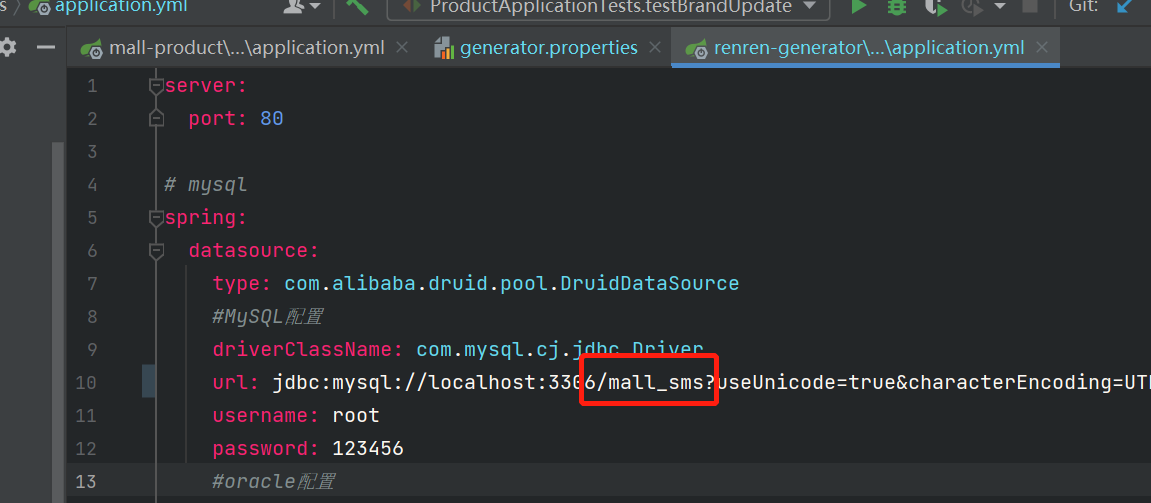 application.yml
ProductApplicationTests.testBrandUpdate
Git:
mall-product\...\application.yml
generator.properties
renren-generator\...\application.yml
1 server:
2 port: 80
3
4 # mysql
5 spring:
6 datasource:
7 type: com.alibaba.druid.pool.DruidDataSource
8 #MySQL配置
9 driverClassName: com.mysql.cj.jdbc.Driver
10 url: jdbc:mysql://localhost:3306/mall_sms?useUnicode=true&characterEncoding=UT
11 username: root
12 password: 123456
13 #oracle配置